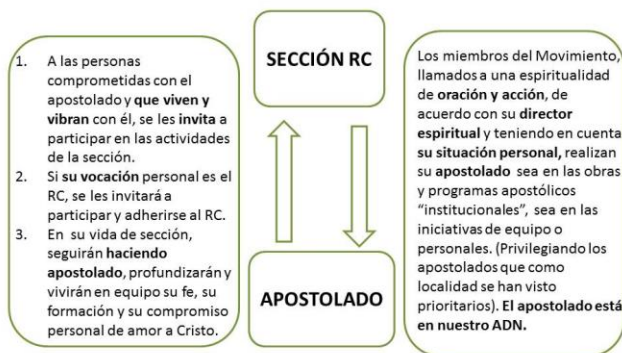 1. A las personas
comprometidas con el
apostolado y que viven y
vibran con él, se les invita a
participar en las actividades
de la sección.
2. Si su vocación personal es el
RC, se les invitará a
participar y adherirse al RC.
3. En su vida de sección,
seguirán haciendo
apostolado, profundizarán y
vivirán en equipo su fe, su
formación y su compromiso
personal de amor a Cristo.
SECCIÓN RC
APOSTOLADO
Los miembros del Movimiento,
llamados a una espiritualidad
de oración y acción, de
acuerdo con su director
espiritual y teniendo en cuenta
su situación personal, realizan
su apostolado sea en las obras
y programas apostólicos
“institucionales”, sea en las
iniciativas de equipo o
personales. (Privilegiando los
apostolados que como
localidad se han visto
prioritarios). El apostolado está
en nuestro ADN.